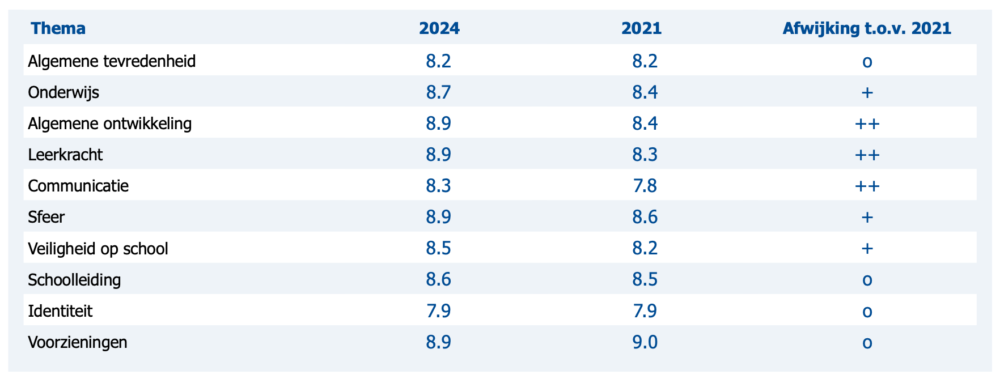 Thema 2024 2021 Afwijking t.o.v. 2021
Algemene tevredenheid 8.2 8.2 o
Onderwijs 8.7 8.4 +
Algemene ontwikkeling 8.9 8.4 ++
Leerkracht 8.9 8.3 ++
Communicatie 8.3 7.8 ++
Sfeer 8.9 8.6 +
Veiligheid op school 8.5 8.2 +
Schoolleiding 8.6 8.5 o
Identiteit 7.9 7.9 o
Voorzieningen 8.9 9.0 o